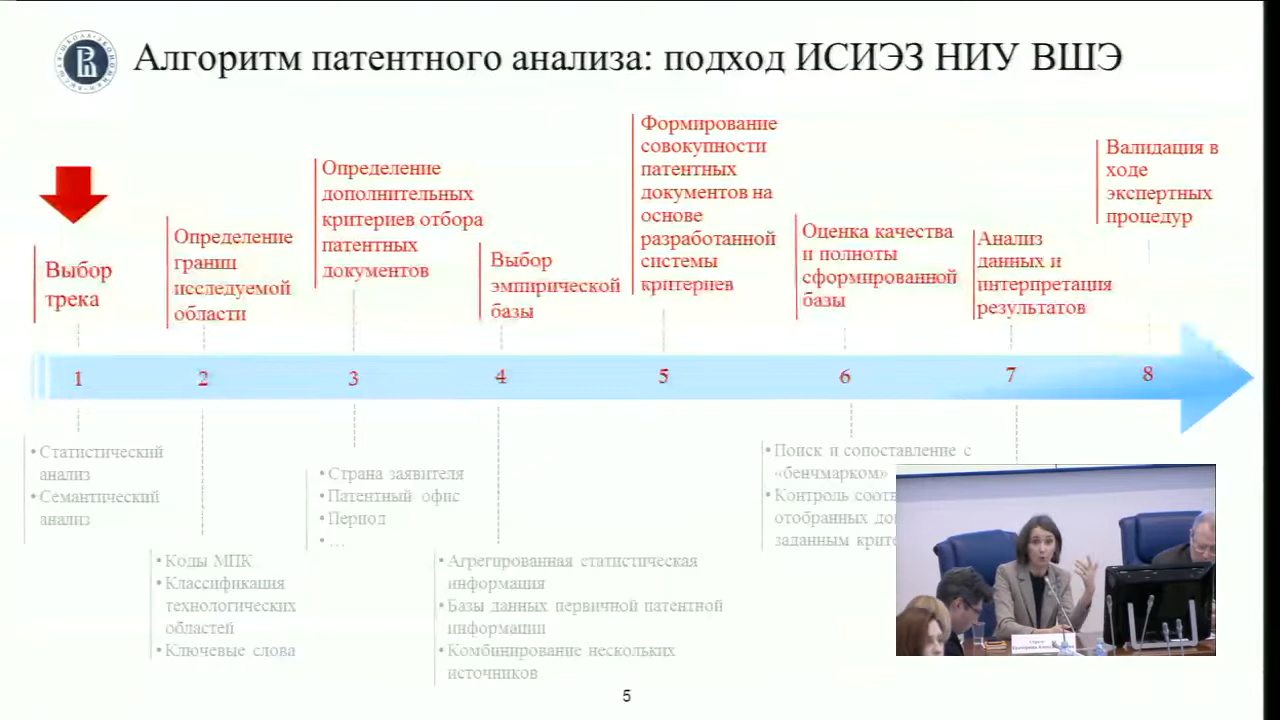 Алгоритм патентного анализа: подход ИСИЭЗ НИУ ВШЭ
Выбор
трека
Определение
границ
исследуемой
области
Определение
дополнительных
критериев отбора
патентных
документов
Выбор
эмпирической
базы
Формирование
совокупности
патентных
документов на
основе
разработанной
системы
критериев
Оценка качества
и полноты
сформированной
базы
Анализ
данных и
интерпретация
результатов
Валидация в
ходе
экспертных
процедур
1
2
3
4
5
6
7
8
• Статистический
анализ
• Семантический
анализ
• Коды МПК
• Классификация
технологических
областей
• Ключевые слова
• Страна заявителя
• Патентный офис
• Период
• ...
• Агрегированная статистическая
информация
• Базы данных первичной патентной
информации
• Комбинирование нескольких
источников
• Поиск и сопоставление с
«бенчмарком»
• Контроль соотв
отобранных до
заданным крите
5